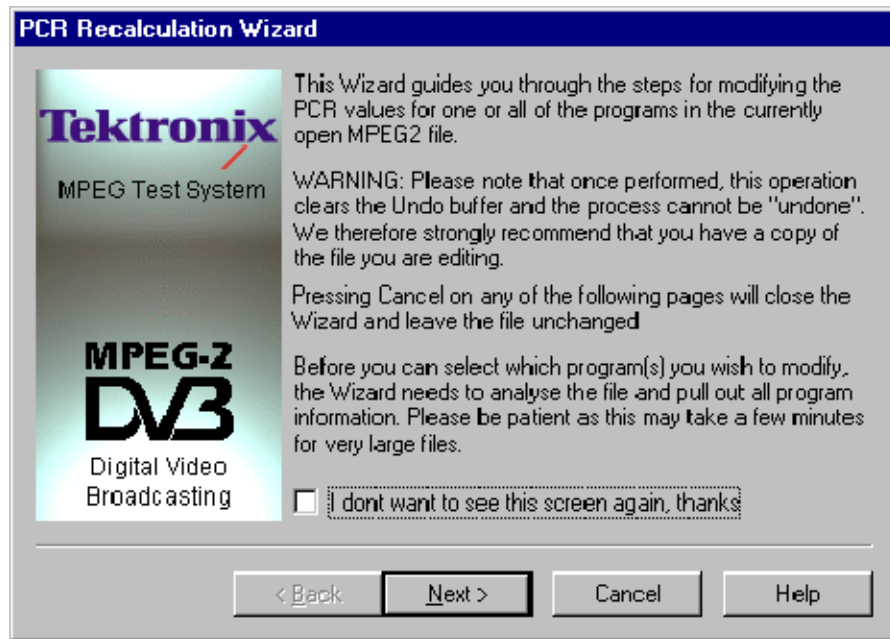 PCR Recalculation Wizard
Tektronix
MPEG Test System
MPEG-2
DVB
Digital Video
Broadcasting
This Wizard guides you through the steps for modifying the
PCR values for one or all of the programs in the currently
open MPEG2 file.
WARNING: Please note that once performed, this operation
clears the Undo buffer and the process cannot be "undone".
We therefore strongly recommend that you have a copy of
the file you are editing.
Pressing Cancel on any of the following pages will close the
Wizard and leave the file unchanged
Before you can select which program(s) you wish to modify,
the Wizard needs to analyse the file and pull out all program
information. Please be patient as this may take a few minutes
for very large files.
I dont want to see this screen again, thanks
< Back
Next >
Cancel
Help